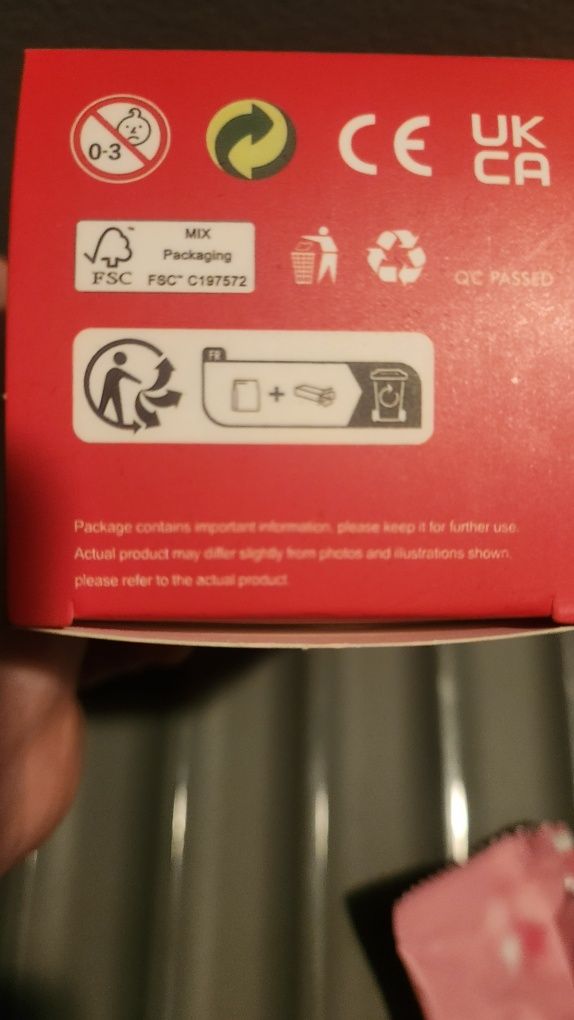 0-3
CE
UK
CA
MIX
Packaging
FSC
FSC™ C197572
QC PASSED
FR
+
Package contains important information, please keep it for further use.
Actual product may differ slightly from photos and illustrations shown,
please refer to the actual product.